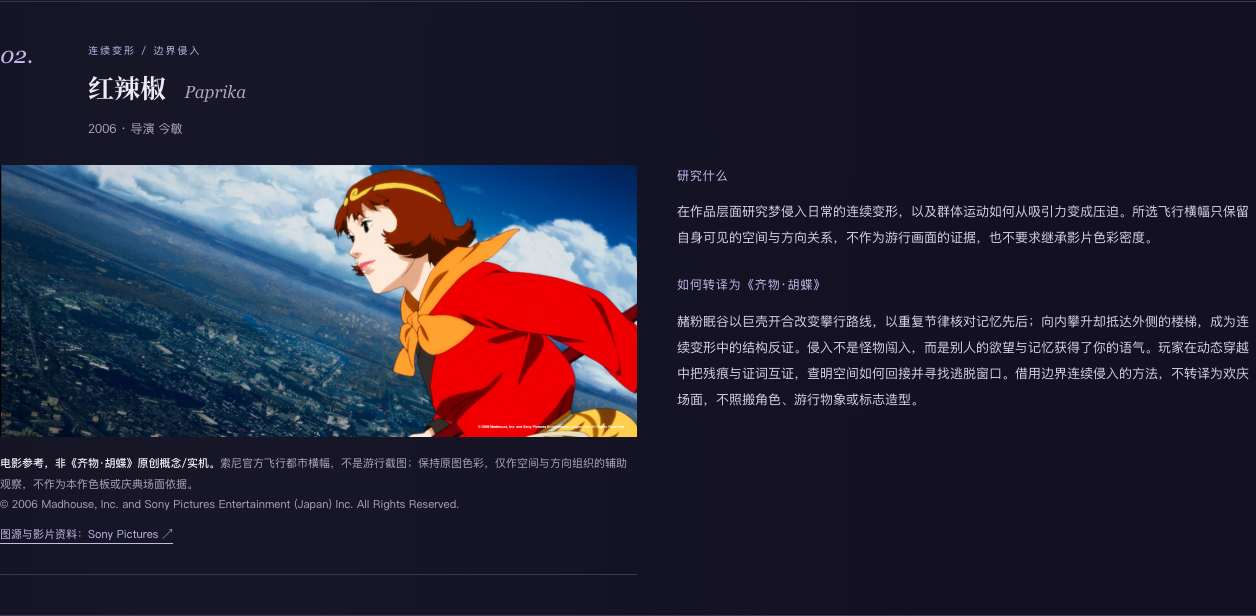 02.
连续变形 / 边界侵入
红辣椒 Paprika
2006 · 导演 今敏
研究什么
在作品层面研究梦侵入日常的连续变形，以及群体运动如何从吸引力变成压迫。所选飞行横幅只保留
自身可见的空间与方向关系，不作为游行画面的证据，也不要求继承影片色彩密度。
如何转译为《齐物·胡蝶》
赭粉眠谷以巨壳开合改变攀行路线，以重复节律核对记忆先后；向内攀升却抵达外侧的楼梯，成为连
续变形中的结构反证。侵入不是怪物闯入，而是别人的欲望与记忆获得了你的语气。玩家在动态穿越
中把残痕与证词互证，查明空间如何回接并寻找逃脱窗口。借用边界连续侵入的方法，不转译为欢庆
场面，不照搬角色、游行物象或标志造型。
电影参考，非《齐物·胡蝶》原创概念/实机。索尼官方飞行都市横幅，不是游行截图；保持原图色彩，仅作空间与方向组织的辅助
观察，不作为本作色板或庆典场面依据。
© 2006 Madhouse, Inc. and Sony Pictures Entertainment (Japan) Inc. All Rights Reserved.
图源与影片资料：Sony Pictures ↗